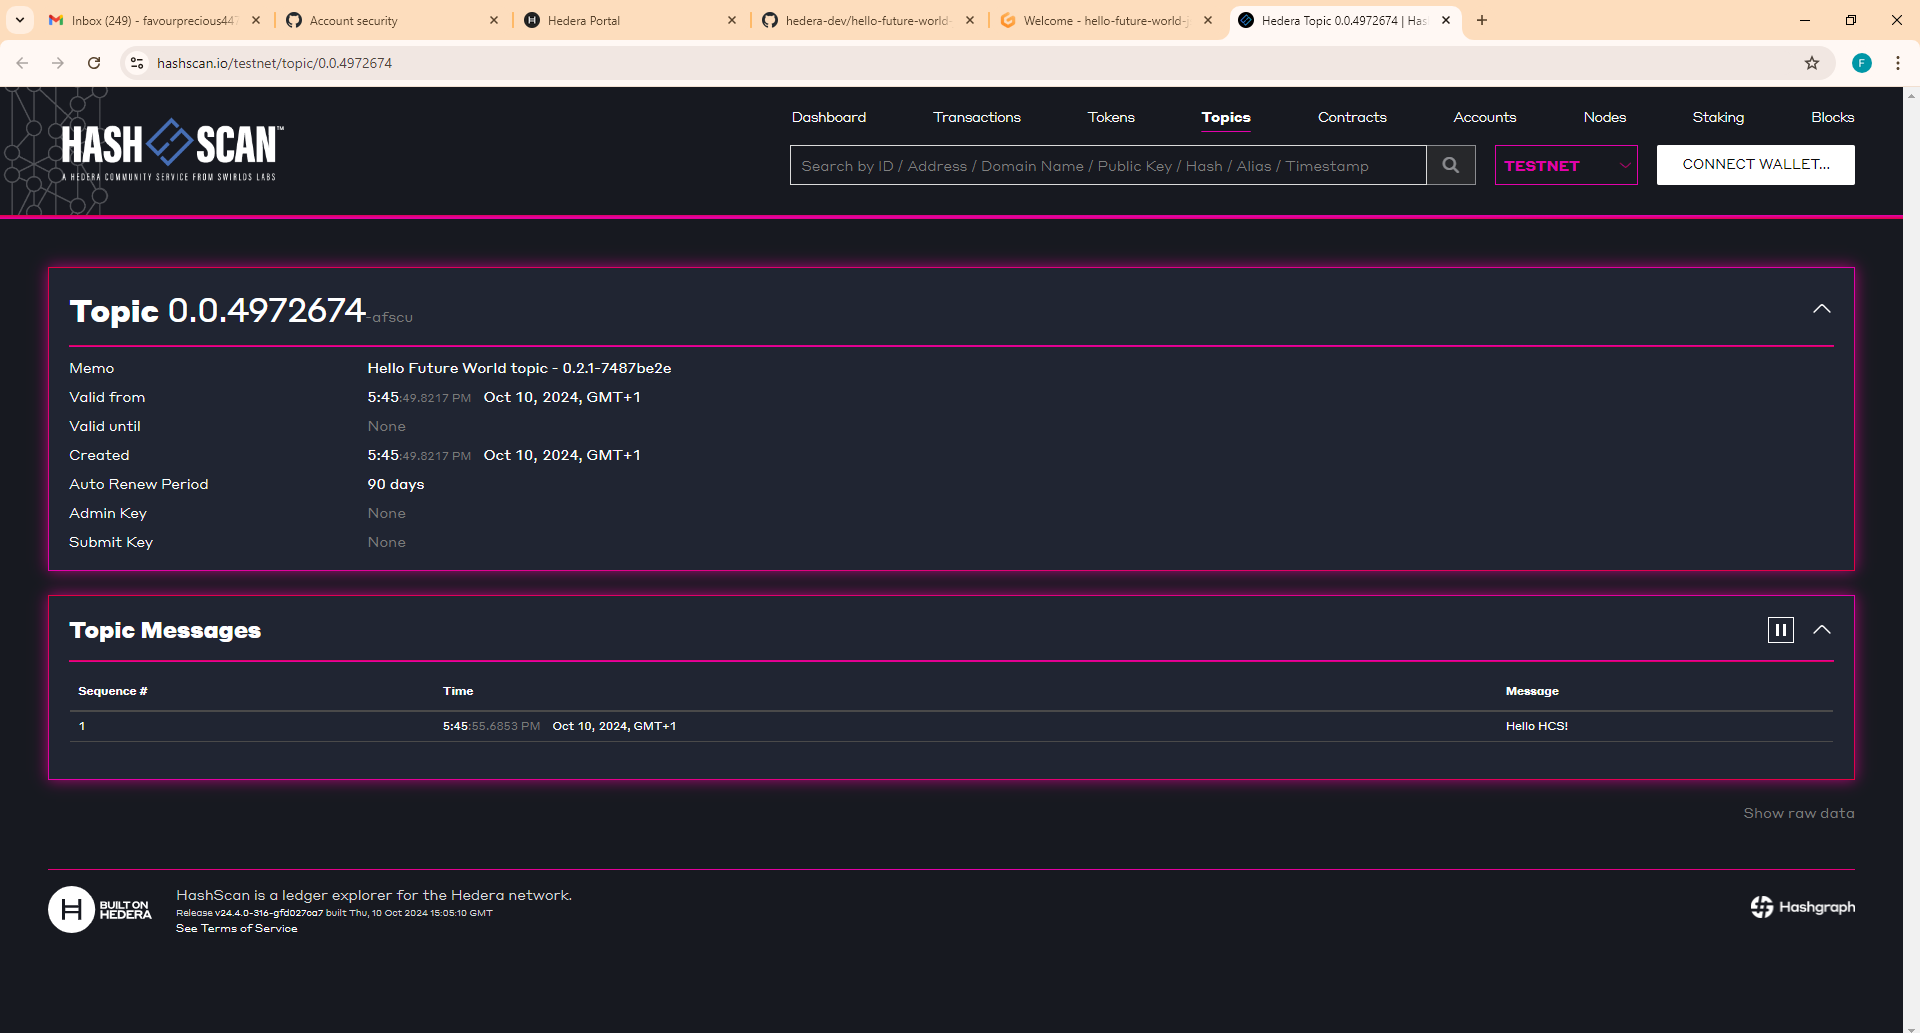 Inbox (249) - favourprecious447
Account security
Hedera Portal
hedera-dev/hello-future-world-
Welcome - hello-future-world-j
Hedera Topic 0.0.4972674 | Has
hashscan.io/testnet/topic/0.0.4972674
F
HASH SCAN™
A HEDERA COMMUNITY SERVICE FROM SWIRLDS LABS
Dashboard Transactions Tokens Topics Contracts Accounts Nodes Staking Blocks
Search by ID / Address / Domain Name / Public Key / Hash / Alias / Timestamp
TESTNET
CONNECT WALLET...
Topic 0.0.4972674-afscu
Memo Hello Future World topic - 0.2.1-7487be2e
Valid from 5:45:49.8217 PM Oct 10, 2024, GMT+1
Valid until None
Created 5:45:49.8217 PM Oct 10, 2024, GMT+1
Auto Renew Period 90 days
Admin Key None
Submit Key None
Topic Messages
Sequence # Time Message
1 5:45:55.6853 PM Oct 10, 2024, GMT+1 Hello HCS!
Show raw data
H BUILT ON
HEDERA
HashScan is a ledger explorer for the Hedera network.
Release v24.4.0-316-gfd027ca7 built Thu, 10 Oct 2024 15:05:10 GMT
See Terms of Service
Hashgraph